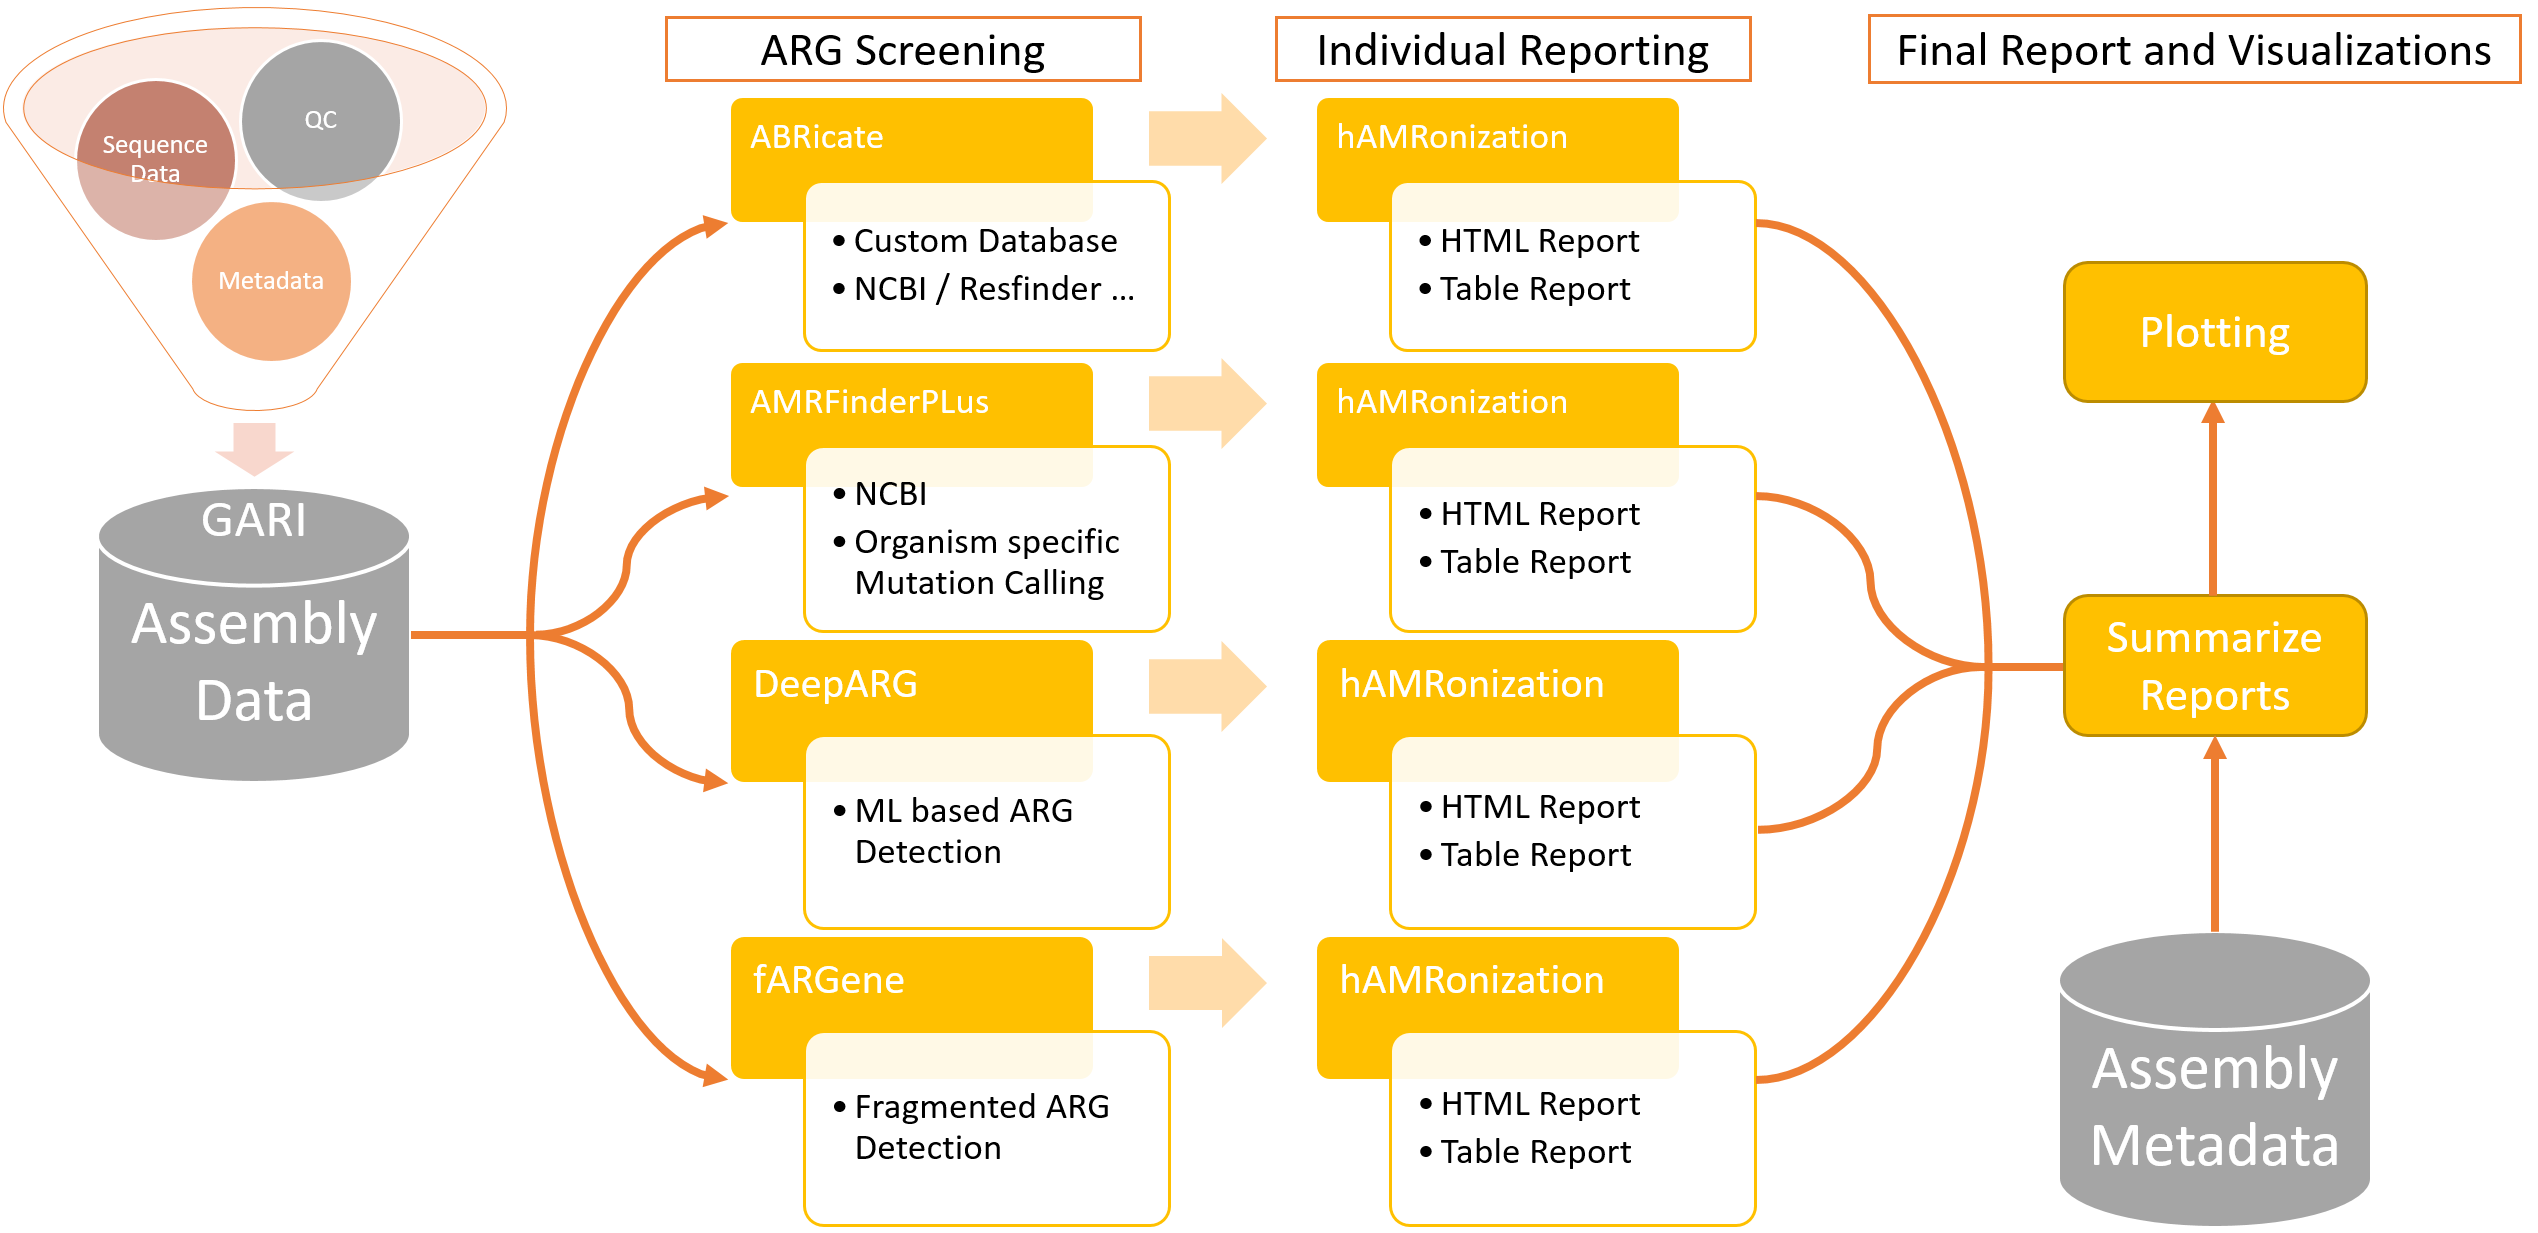 Sequence
Data
QC
Metadata
GARI
Assembly
Data
ARG Screening
ABRicate
• Custom Database
• NCBI / Resfinder ...
AMRFinderPLus
• NCBI
• Organism specific
Mutation Calling
DeepARG
• ML based ARG
Detection
fARGene
• Fragmented ARG
Detection
Individual Reporting
hAMRonization
• HTML Report
• Table Report
hAMRonization
• HTML Report
• Table Report
hAMRonization
• HTML Report
• Table Report
hAMRonization
• HTML Report
• Table Report
Final Report and Visualizations
Plotting
Summarize
Reports
Assembly
Metadata